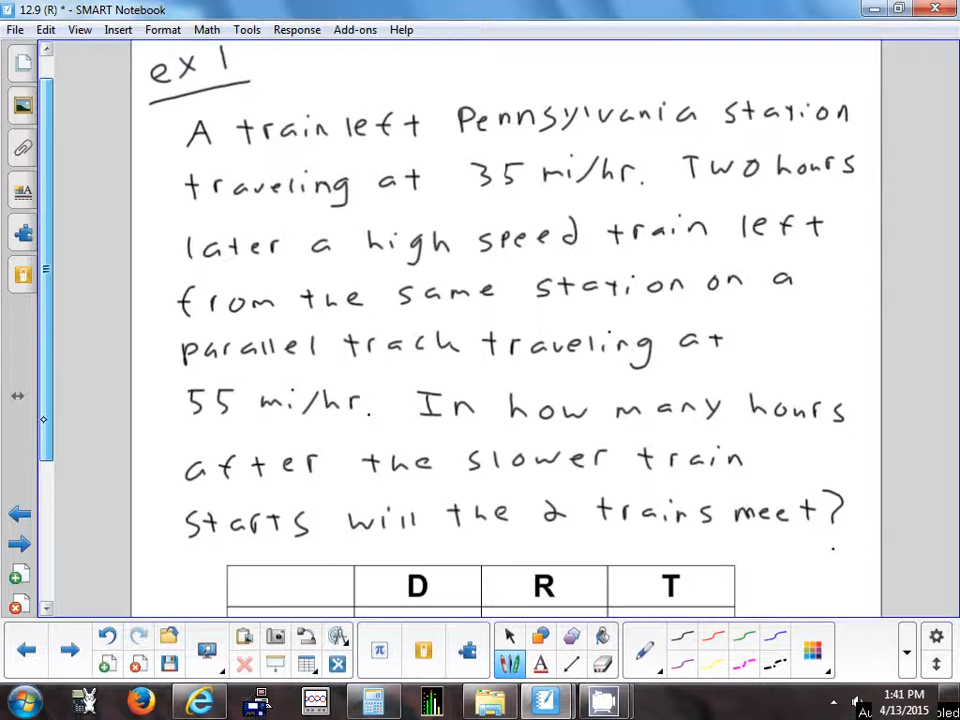 12.9 (R) * - SMART Notebook
File Edit View Insert Format Math Tools Response Add-ons Help
ex 1
A train left Pennsylvania station
traveling at 35 mi/hr. Two hours
later a high speed train left
from the same station on a
parallel track traveling at
55 mi/hr. In how many hours
after the slower train
starts will the 2 trains meet?
D R T
1:41 PM
4/13/2015